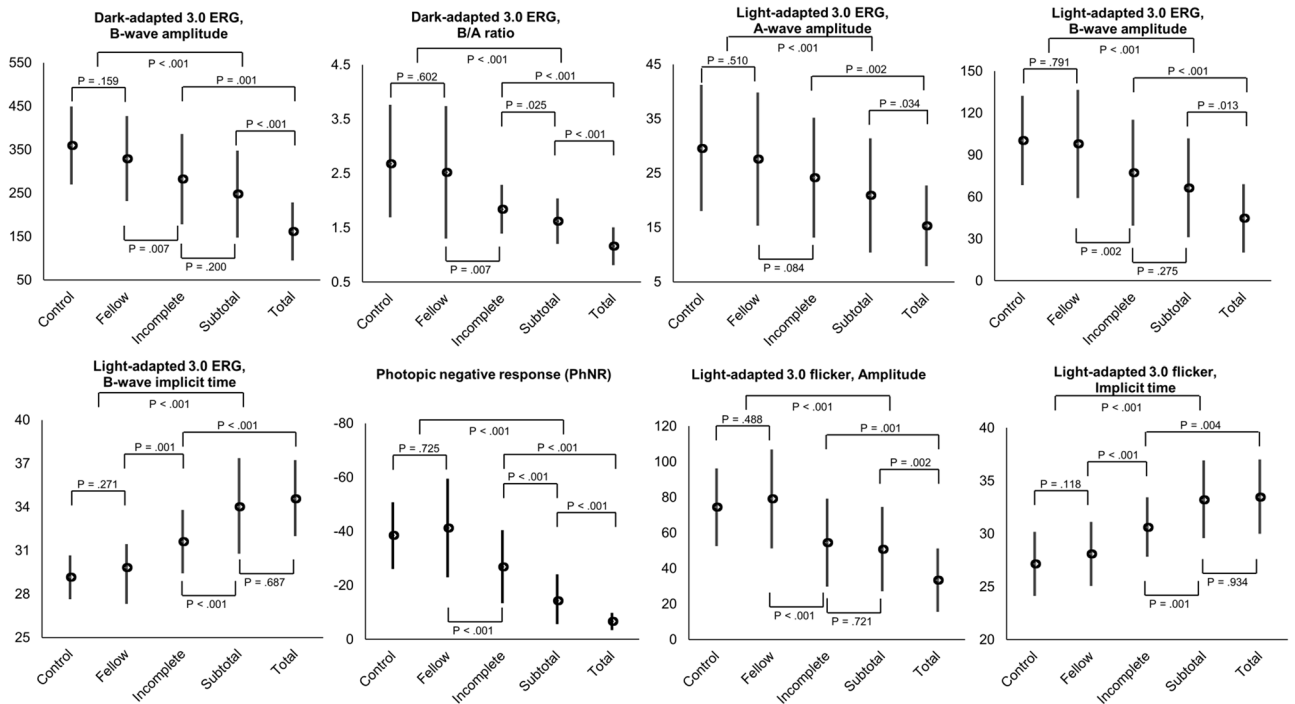 Dark-adapted 3.0 ERG,
B-wave amplitude
P < .001
P = .159
P = .001
P < .001
P = .007
P = .200
550
450
350
250
150
50
Control
Fellow
Incomplete
Subtotal
Total
Dark-adapted 3.0 ERG,
B/A ratio
P < .001
P = .602
P < .001
P = .025
P < .001
P = .007
4.5
3.5
2.5
1.5
0.5
Control
Fellow
Incomplete
Subtotal
Total
Light-adapted 3.0 ERG,
A-wave amplitude
P < .001
P = .510
P = .002
P = .034
P = .084
45
35
25
15
5
Control
Fellow
Incomplete
Subtotal
Total
Light-adapted 3.0 ERG,
B-wave amplitude
P < .001
P = .791
P < .001
P = .013
P = .002
P = .275
150
120
90
60
30
0
Control
Fellow
Incomplete
Subtotal
Total
Light-adapted 3.0 ERG,
B-wave implicit time
P < .001
P < .001
P = .001
P = .271
P = .687
P < .001
40
37
34
31
28
25
Control
Fellow
Incomplete
Subtotal
Total
Photopic negative response (PhNR)
P < .001
P = .725
P < .001
P < .001
P < .001
P < .001
-80
-60
-40
-20
0
Control
Fellow
Incomplete
Subtotal
Total
Light-adapted 3.0 flicker, Amplitude
P < .001
P = .488
P = .001
P = .002
P < .001
P = .721
120
100
80
60
40
20
0
Control
Fellow
Incomplete
Subtotal
Total
Light-adapted 3.0 flicker,
Implicit time
P < .001
P = .004
P < .001
P = .118
P = .934
P = .001
40
35
30
25
20
Control
Fellow
Incomplete
Subtotal
Total